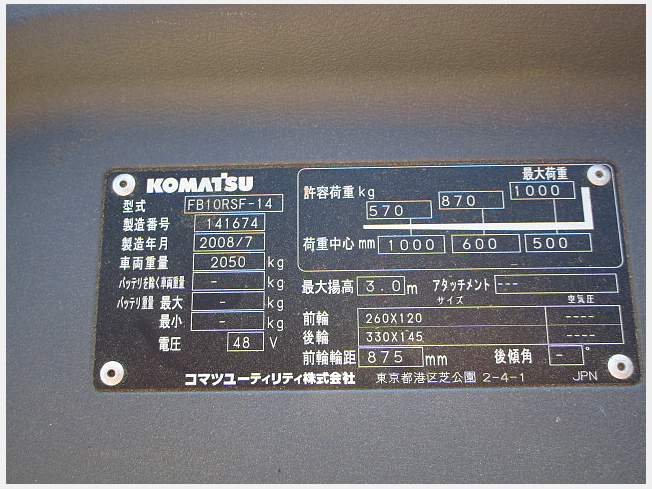 KOMATSU
型式 FB10RSF-14
製造番号 141674
製造年月 2008/7
車両重量 2050 kg
バッテリを除く車両重量 - kg
バッテリ重量 最大 - kg
最小 - kg
電圧 48 V
最大荷重
許容荷重 kg 570 870 1000
荷重中心 mm 1000 600 500
最大揚高 3.0 m アタッチメント ---
サイズ 空気圧
前輪 260X120 ----
後輪 330X145 ----
前輪輪距 875 mm 後傾角 - °
コマツユーティリティ株式会社 東京都港区芝公園 2-4-1 JPN